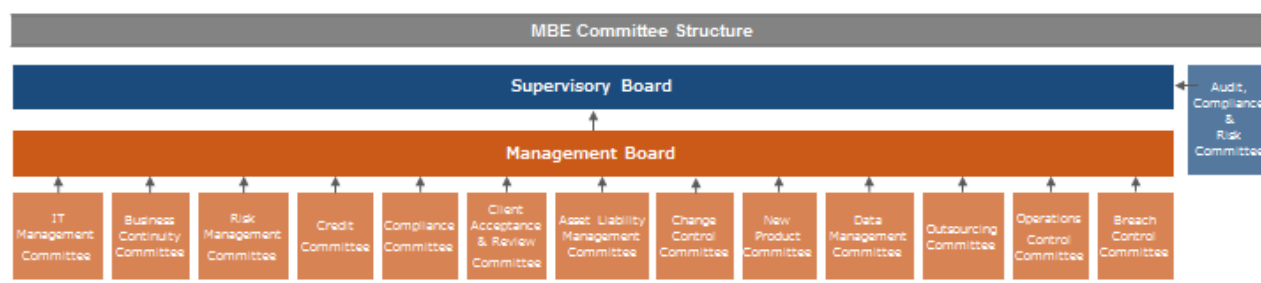 MBE Committee Structure
Supervisory Board
Audit,
Compliance
&
Risk
Committee
Management Board
IT
Management
Committee
Business
Continuity
Committee
Risk
Management
Committee
Credit
Committee
Compliance
Committee
Client
Acceptance
& Review
Committee
Asset Liability
Management
Committee
Change
Control
Committee
New
Product
Committee
Data
Management
Committee
Outsourcing
Committee
Operations
Control
Committee
Breach
Control
Committee